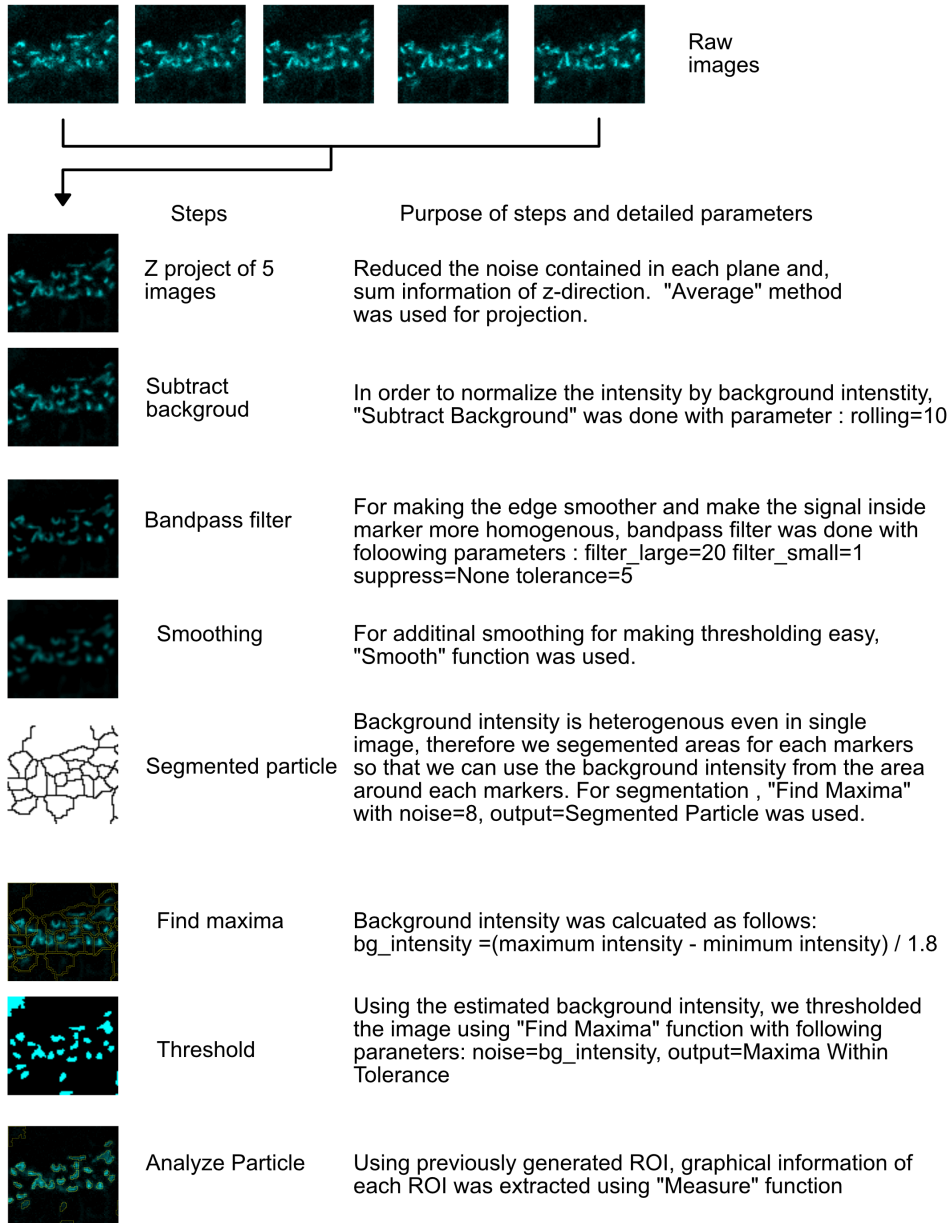 Raw
images
Steps
Purpose of steps and detailed parameters
Z project of 5
images
Reduced the noise contained in each plane and,
sum information of z-direction.  "Average" method
was used for projection.
Subtract
backgroud
In order to normalize the intensity by background intenstity,
"Subtract Background" was done with parameter : rolling=10
Bandpass filter
For making the edge smoother and make the signal inside
marker more homogenous, bandpass filter was done with
foloowing parameters : filter_large=20 filter_small=1
suppress=None tolerance=5
Smoothing
For additinal smoothing for making thresholding easy,
"Smooth" function was used.
Segmented particle
Background intensity is heterogenous even in single
image, therefore we segemented areas for each markers
so that we can use the background intensity from the area
around each markers. For segmentation , "Find Maxima"
with noise=8, output=Segmented Particle was used.
Find maxima
Background intensity was calcuated as follows:
bg_intensity =(maximum intensity - minimum intensity) / 1.8
Threshold
Using the estimated background intensity, we thresholded
the image using "Find Maxima" function with following
paraneters: noise=bg_intensity, output=Maxima Within
Tolerance
Analyze Particle
Using previously generated ROI, graphical information of
each ROI was extracted using "Measure" function